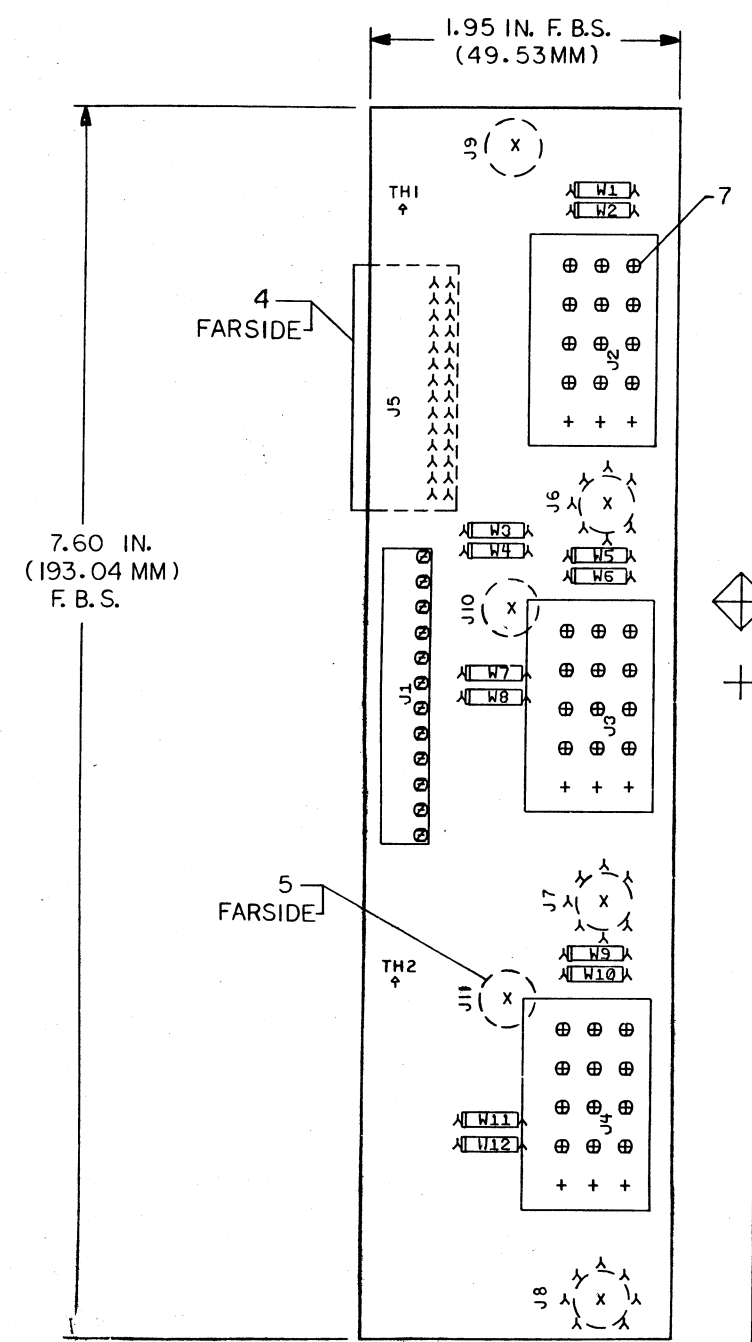 1.95 IN. F.B.S.
(49.53MM)
J9
TH1
W1
W2
7
4
FARSIDE
J5
J2
J6
7.60 IN.
(193.04 MM)
F.B.S.
W3
W4
W5
W6
J10
J1
W7
W8
J3
5
FARSIDE
J7
TH2
W9
W10
J11
W11
W12
J4
J8